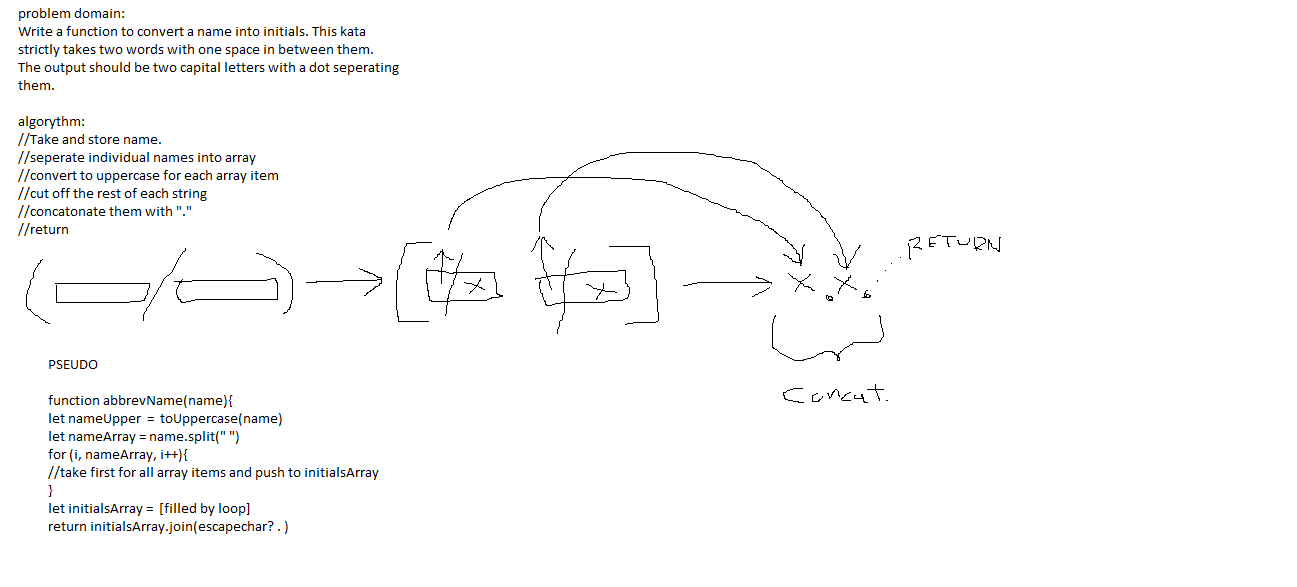 problem domain:
Write a function to convert a name into initials. This kata
strictly takes two words with one space in between them.
The output should be two capital letters with a dot seperating
them.
algorythm:
//Take and store name.
//seperate individual names into array
//convert to uppercase for each array item
//cut off the rest of each string
//concatonate them with "."
//return
RETURN
x x
x . x .
Concat.
PSEUDO
function abbrevName(name){
let nameUpper = toUppercase(name)
let nameArray = name.split(" ")
for (i, nameArray, i++){
//take first for all array items and push to initialsArray
}
let initialsArray = [filled by loop]
return initialsArray.join(escapechar? . )